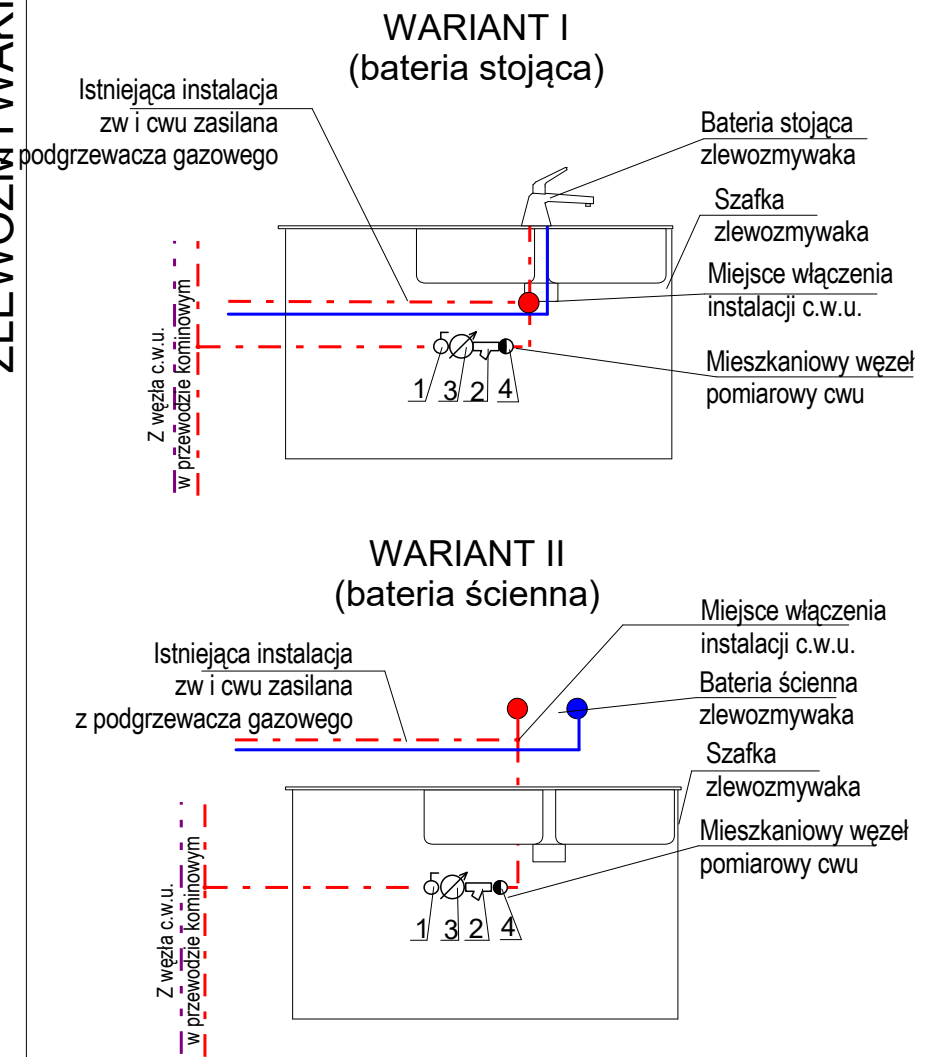 WARIANT I
(bateria stojąca)
Istniejąca instalacja
zw i cwu zasilana
podgrzewacza gazowego
Bateria stojąca
zlewozmywaka
Szafka
zlewozmywaka
Miejsce włączenia
instalacji c.w.u.
Mieszkaniowy węzeł
pomiarowy cwu
1 3 2 4
Z węzła c.w.u.
w przewodzie kominowym
WARIANT II
(bateria ścienna)
Miejsce włączenia
instalacji c.w.u.
Istniejąca instalacja
zw i cwu zasilana
z podgrzewacza gazowego
Bateria ścienna
zlewozmywaka
Szafka
zlewozmywaka
Mieszkaniowy węzeł
pomiarowy cwu
1 3 2 4
Z węzła c.w.u.
w przewodzie kominowym